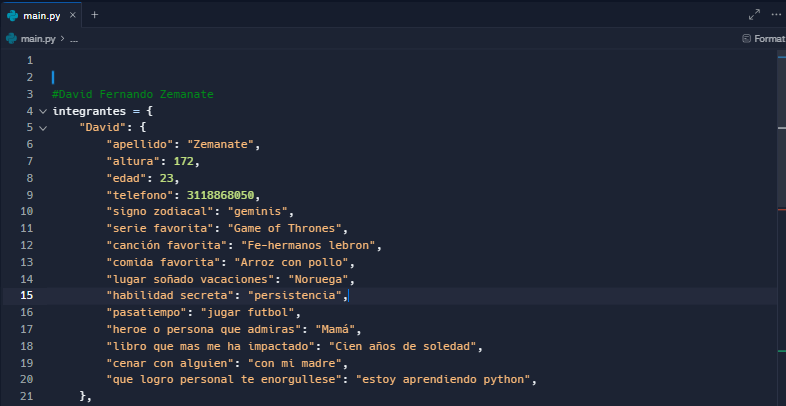 main.py × +
main.py > ... Format
1
2
3 #David Fernando Zemanate
4 integrantes = {
5 "David": {
6 "apellido": "Zemanate",
7 "altura": 172,
8 "edad": 23,
9 "telefono": 3118868050,
10 "signo zodiacal": "geminis",
11 "serie favorita": "Game of Thrones",
12 "canción favorita": "Fe-hermanos lebron",
13 "comida favorita": "Arroz con pollo",
14 "lugar soñado vacaciones": "Noruega",
15 "habilidad secreta": "persistencia",
16 "pasatiempo": "jugar futbol",
17 "heroe o persona que admiras": "Mamá",
18 "libro que mas me ha impactado": "Cien años de soledad",
19 "cenar con alguien": "con mi madre",
20 "que logro personal te enorgullese": "estoy aprendiendo python",
21 },